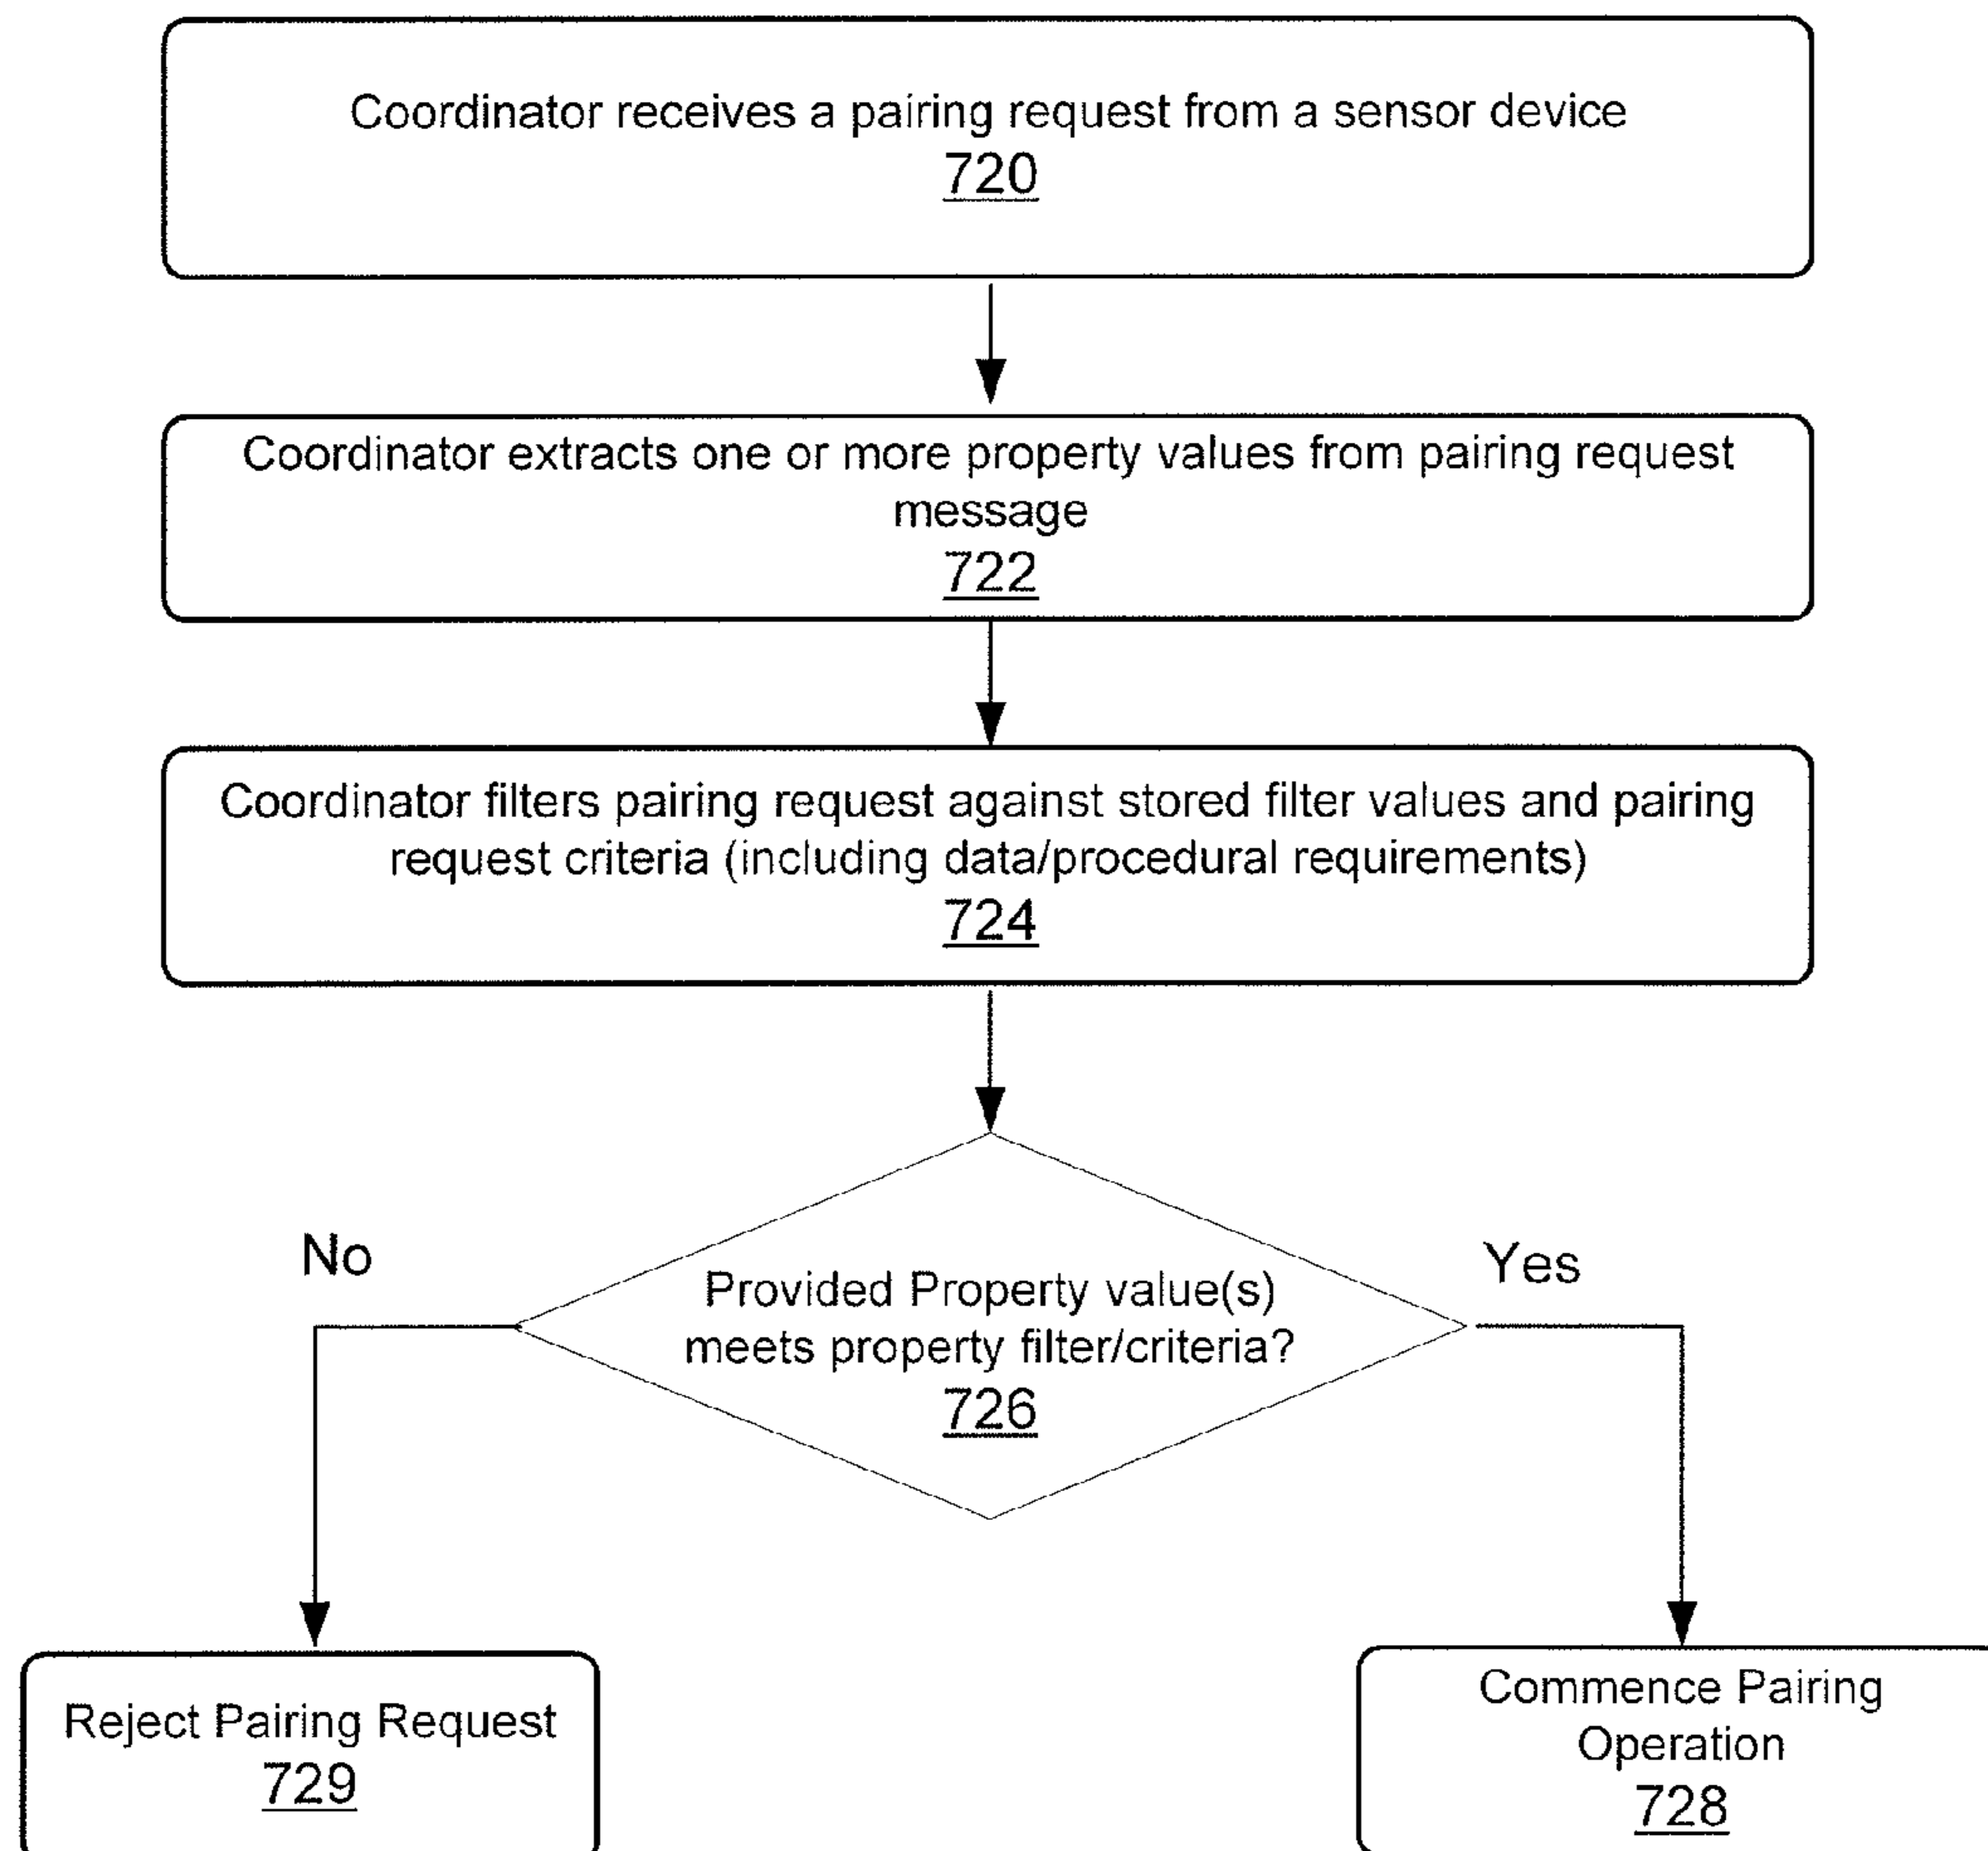 Coordinator receives a pairing request from a sensor device
720
Coordinator extracts one or more property values from pairing request
message
722
Coordinator filters pairing request against stored filter values and pairing
request criteria (including data/procedural requirements)
724
No
Yes
Provided Property value(s)
meets property filter/criteria?
726
Reject Pairing Request
729
Commence Pairing
Operation
728